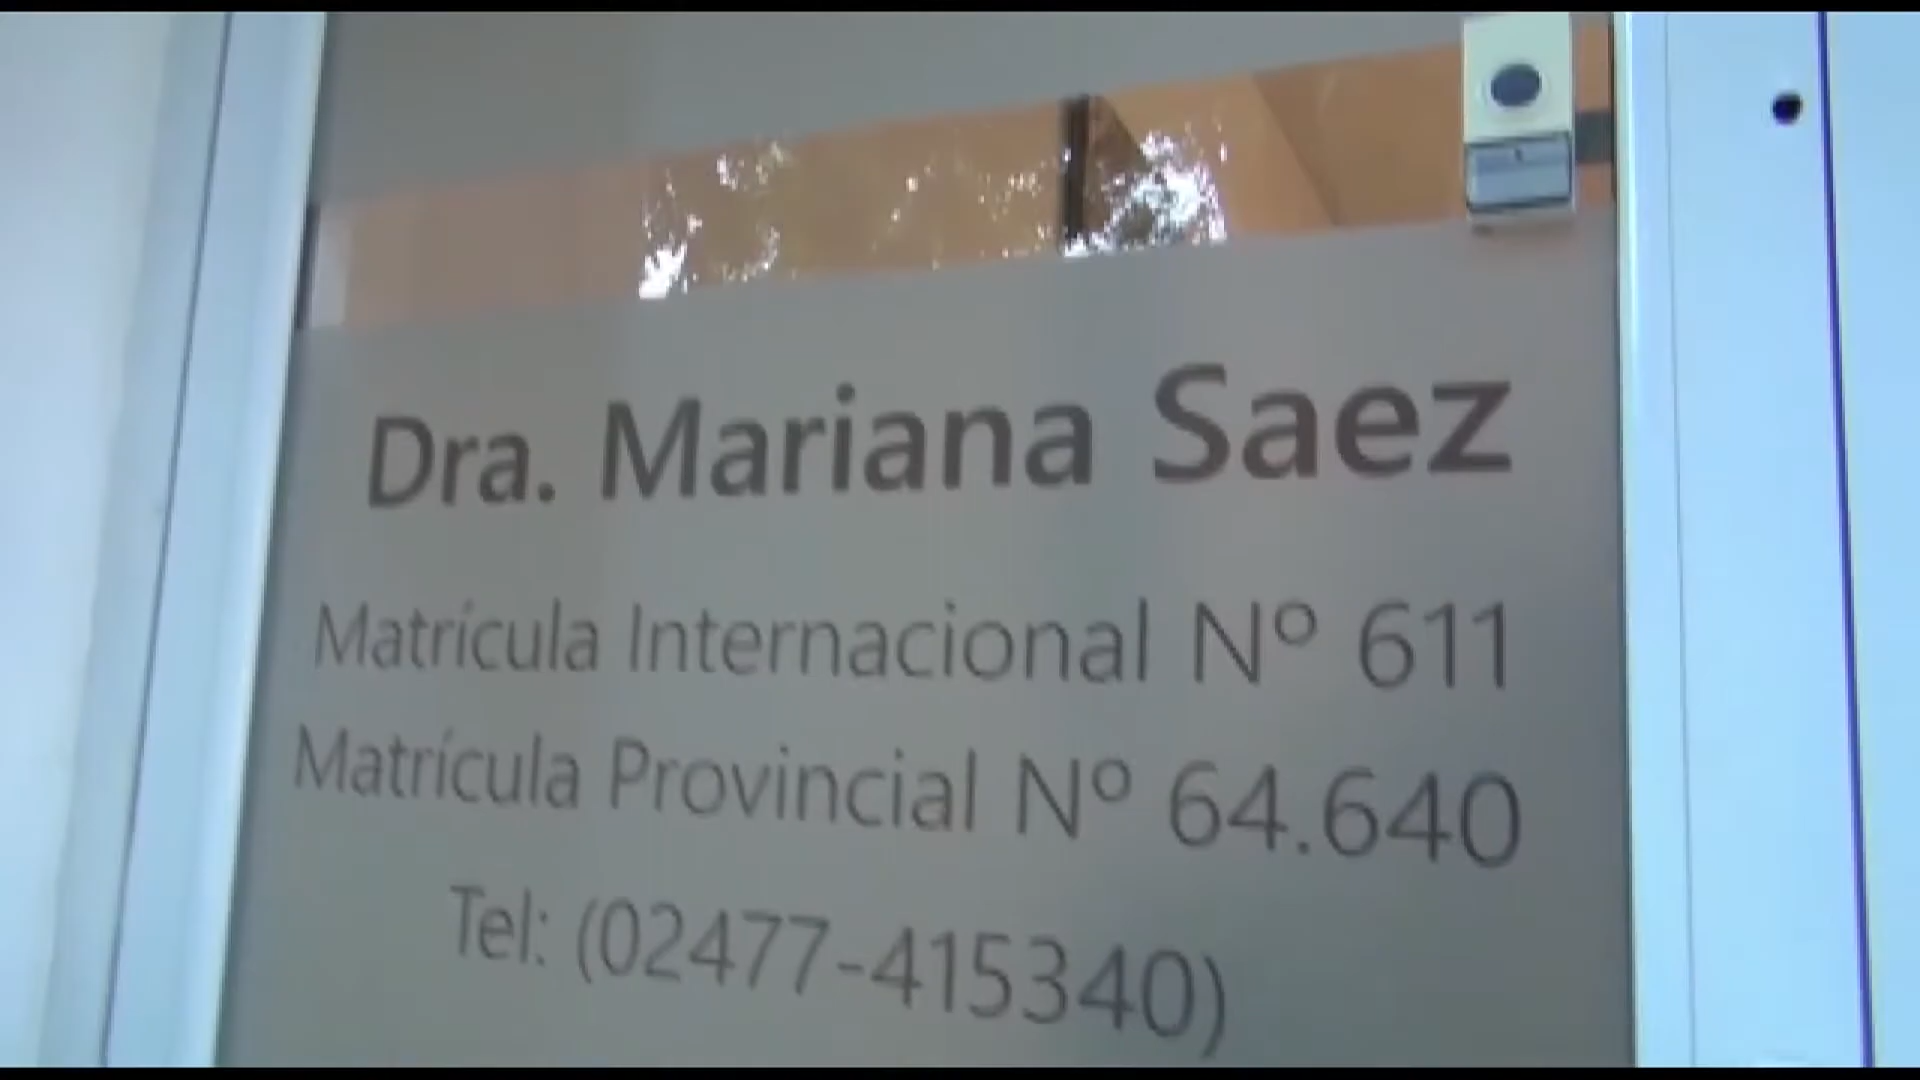 Dra. Mariana Saez
Matrícula Internacional Nº 611
Matrícula Provincial Nº 64.640
Tel: (02477-415340)